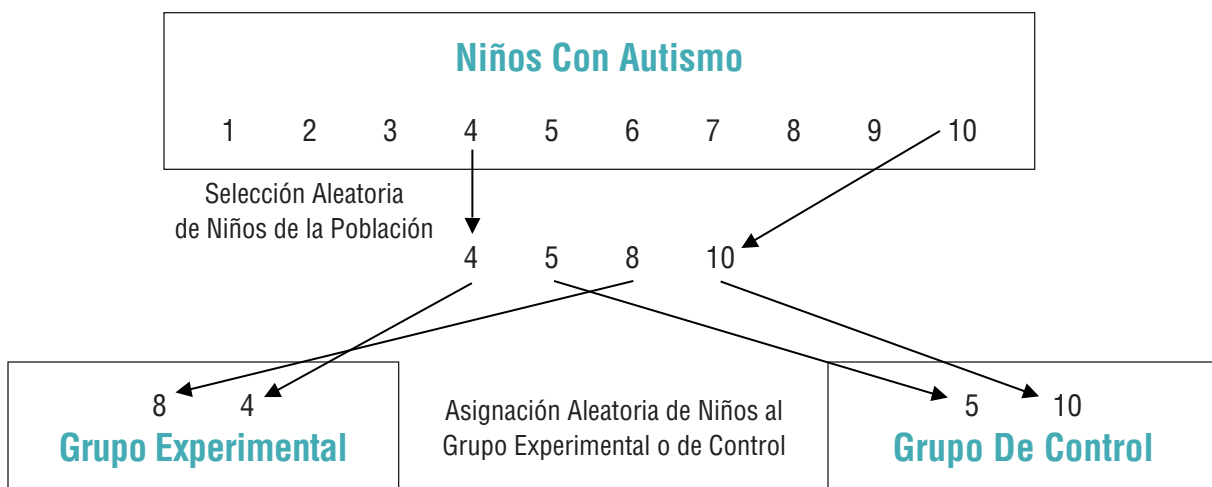 Niños Con Autismo
1 2 3 4 5 6 7 8 9 10
Selección Aleatoria
de Niños de la Población
4 5 8 10
8 4
Grupo Experimental
Asignación Aleatoria de Niños al
Grupo Experimental o de Control
5 10
Grupo De Control